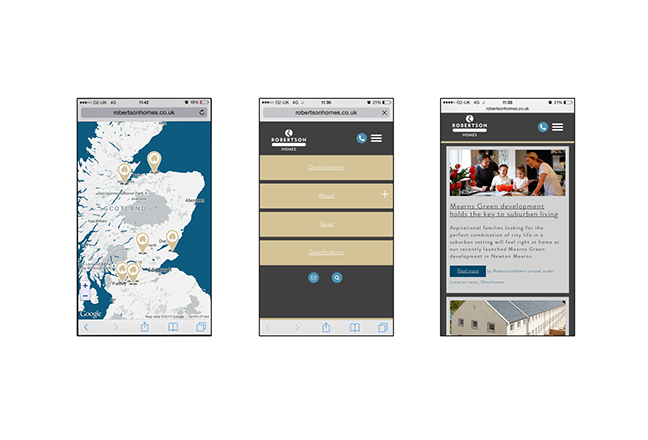 O2-UK 4G 11:42 18%
robertsonhomes.co.uk
SCOTLAND
Aberdeen
Edinburgh
Google
Map data ©2015 Google Terms of Use
O2-UK 4G 11:36 21%
robertsonhomes.co.uk
ROBERTSON
HOMES
Developments
About
News
Specifications
O2-UK 4G 11:36 21%
robertsonhomes.co.uk
ROBERTSON
HOMES
Mearns Green development
holds the key to suburban living
Aspirational families looking for the
perfect combination of city life in a
suburban setting will feel right at home at
our recently launched Mearns Green
development in Newton Mearns.
Read more by RobertsonAdmin posted under
Location news, Showhomes